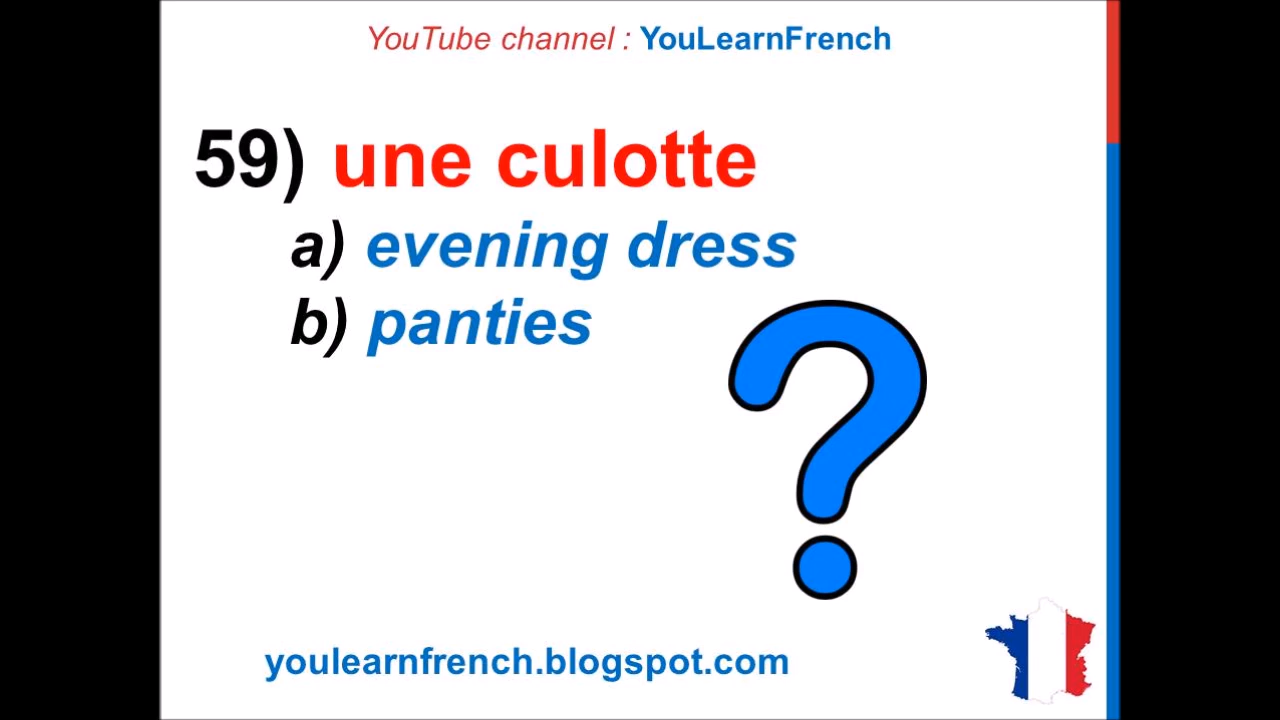 YouTube channel : YouLearnFrench
59) une culotte
a) evening dress
b) panties
?
youlearnfrench.blogspot.com